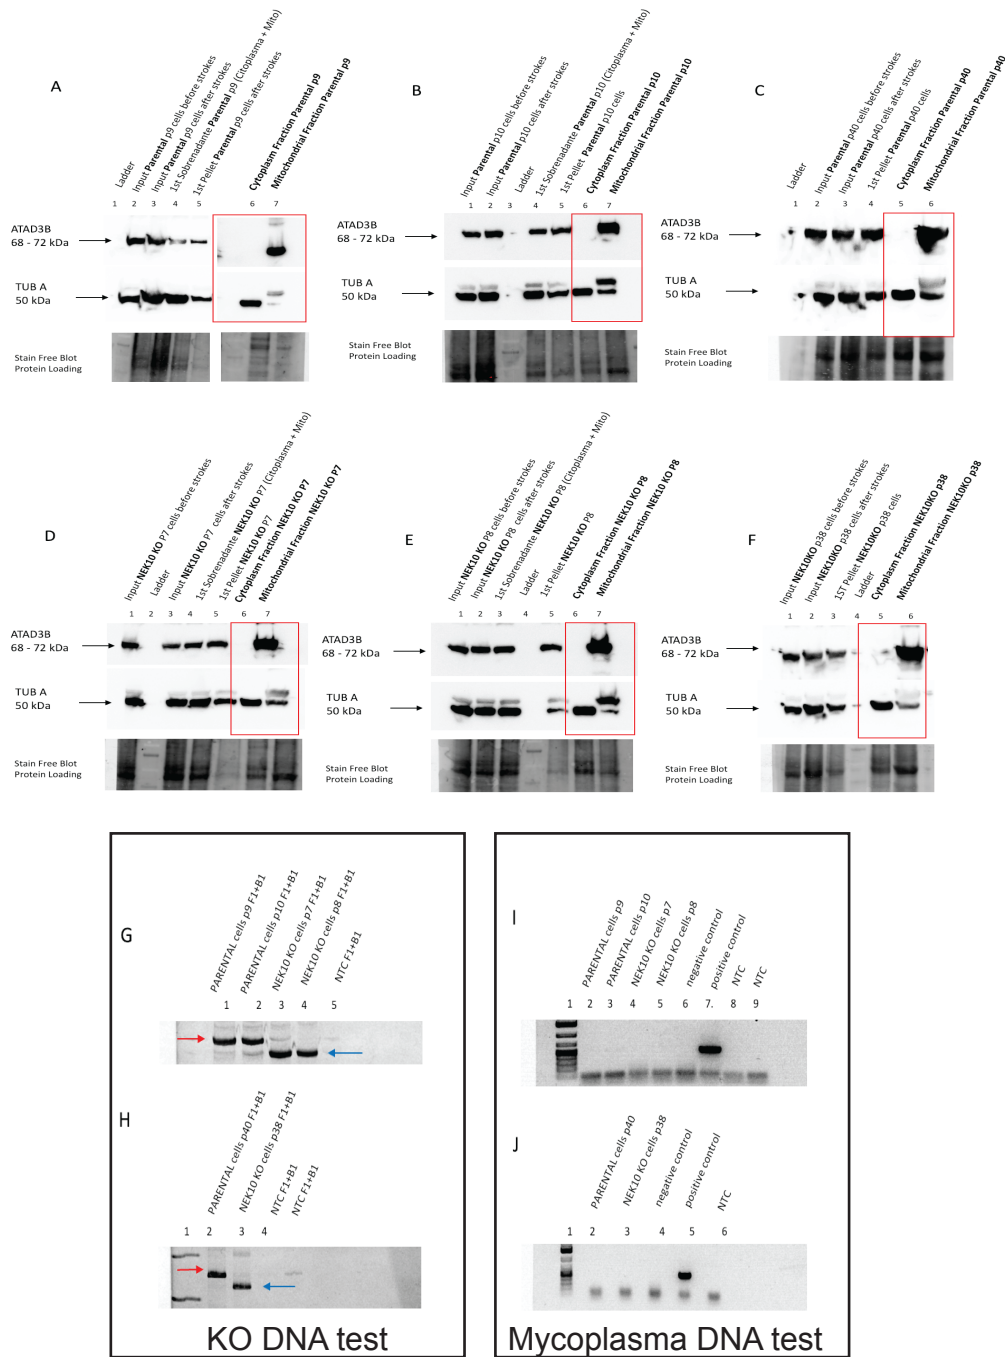 A
Ladder
Input Parental p9 cells before strokes
Input Parental p9 cells after strokes
1st Sobrenadante Parental p9 (Citoplasma + Mito)
1st Pellet Parental p9 cells after strokes
Cytoplasm Fraction Parental p9
Mitochondrial Fraction Parental p9
1 2 3 4 5 6 7
ATAD3B
68 - 72 kDa
TUB A
50 kDa
Stain Free Blot
Protein Loading
B
Input Parental p10 cells before strokes
Input Parental p10 cells after strokes
Ladder
1st Sobrenadante Parental p10 (Citoplasma + Mito)
1st Pellet Parental p10 cells
Cytoplasm Fraction Parental p10
Mitochondrial Fraction Parental p10
1 2 3 4 5 6 7
ATAD3B
68 - 72 kDa
TUB A
50 kDa
Stain Free Blot
Protein Loading
C
Ladder
Input Parental p40 cells before strokes
Input Parental p40 cells after strokes
1st Pellet Parental p40 cells
Cytoplasm Fraction Parental p40
Mitochondrial Fraction Parental p40
1 2 3 4 5 6
ATAD3B
68 - 72 kDa
TUB A
50 kDa
Stain Free Blot
Protein Loading
D
Input NEK10 KO P7 cells before strokes
Ladder
Input NEK10 KO P7 cells after strokes
1st Sobrenadante NEK10 KO P7 (Citoplasma + Mito)
1st Pellet NEK10 KO P7
Cytoplasm Fraction NEK10 KO P7
Mitochondrial Fraction NEK10 KO P7
1 2 3 4 5 6 7
ATAD3B
68 - 72 kDa
TUB A
50 kDa
Stain Free Blot
Protein Loading
E
Input NEK10 KO P8 cells before strokes
Input NEK10 KO P8 cells after strokes
1st Sobrenadante NEK10 KO P8 (Citoplasma + Mito)
Ladder
1st Pellet NEK10 KO P8
Cytoplasm Fraction NEK10 KO P8
Mitochondrial Fraction NEK10 KO P8
1 2 3 4 5 6 7
ATAD3B
68 - 72 kDa
TUB A
50 kDa
Stain Free Blot
Protein Loading
F
Input NEK10KO p38 cells before strokes
Input NEK10KO p38 cells after strokes
1ST Pellet NEK10KO p38 cells
Ladder
Cytoplasm Fraction NEK10KO p38
Mitochondrial Fraction NEK10KO p38
1 2 3 4 5 6
ATAD3B
68 - 72 kDa
TUB A
50 kDa
Stain Free Blot
Protein Loading
G
PARENTAL cells p9 F1+B1
PARENTAL cells p10 F1+B1
NEK10 KO cells p7 F1+B1
NEK10 KO cells p8 F1+B1
NTC F1+B1
1 2 3 4 5
H
PARENTAL cells p40 F1+B1
NEK10 KO cells p38 F1+B1
NTC F1+B1
NTC F1+B1
1 2 3 4
KO DNA test
I
PARENTAL cells p9
PARENTAL cells p10
NEK10 KO cells p7
NEK10 KO cells p8
negative control
positive control
NTC
NTC
1 2 3 4 5 6 7. 8 9
J
PARENTAL cells p40
NEK10 KO cells p38
negative control
positive control
NTC
1 2 3 4 5 6
Mycoplasma DNA test